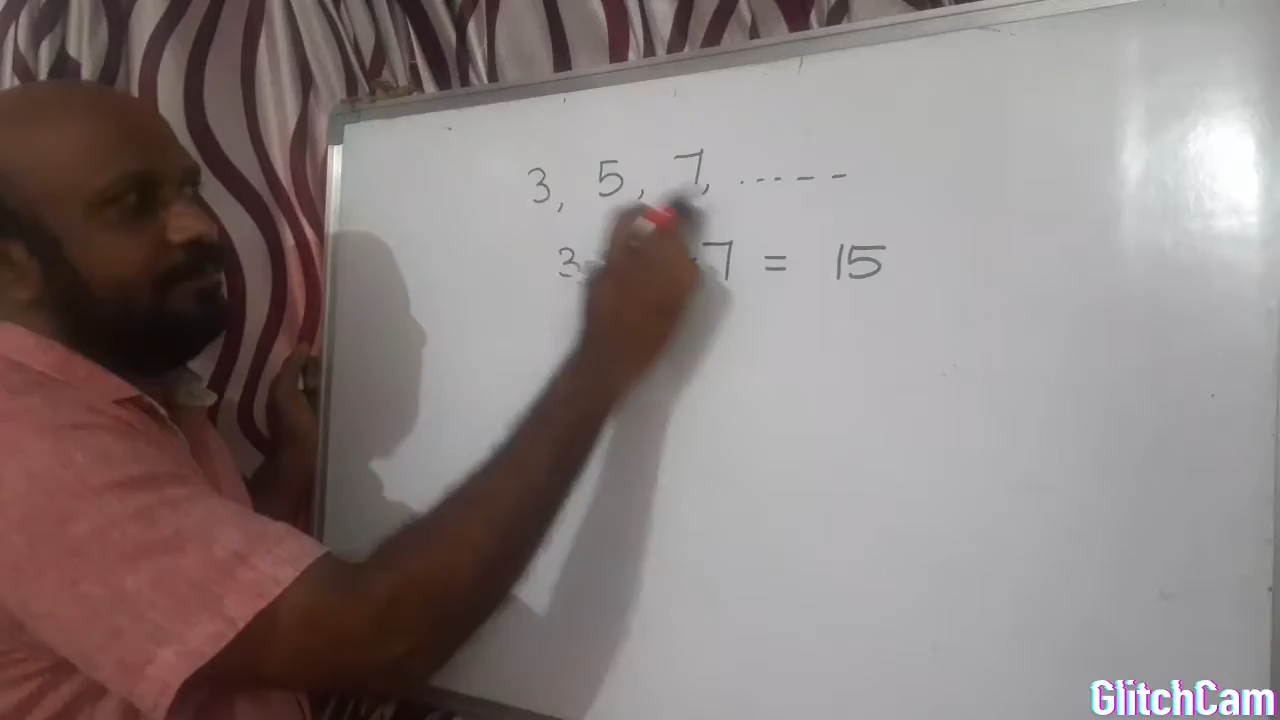 3, 5, 7, ........
3 7 = 15
GlitchCam